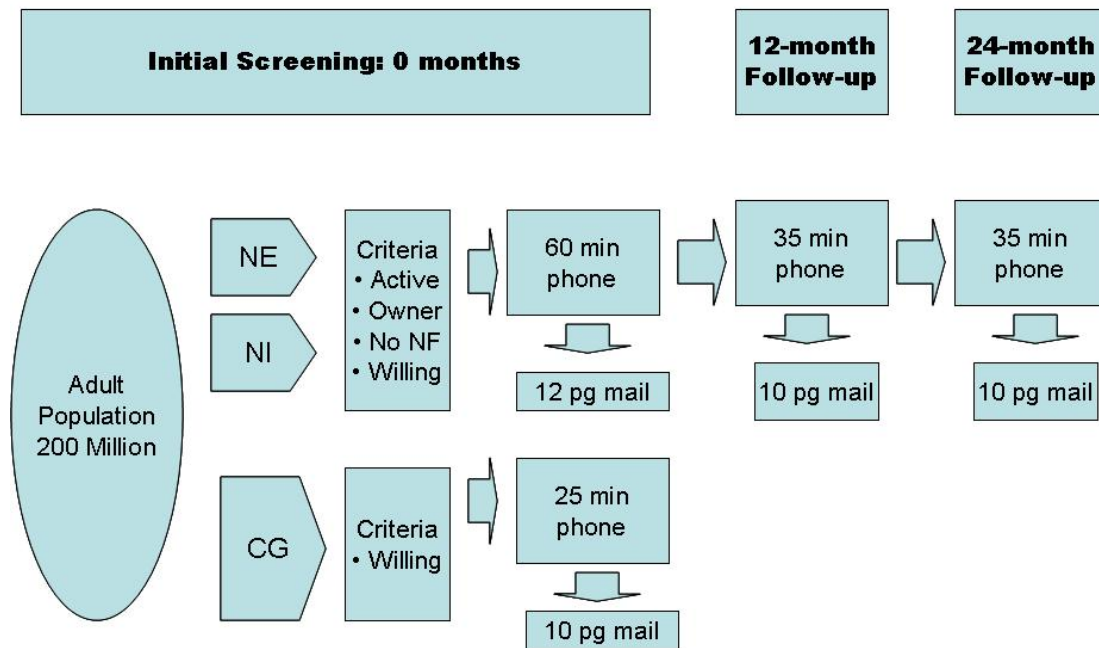 Initial Screening: 0 months
12-month
Follow-up
24-month
Follow-up
Adult
Population
200 Million
NE
NI
Criteria
• Active
• Owner
• No NF
• Willing
60 min
phone
12 pg mail
35 min
phone
10 pg mail
35 min
phone
10 pg mail
CG
Criteria
• Willing
25 min
phone
10 pg mail